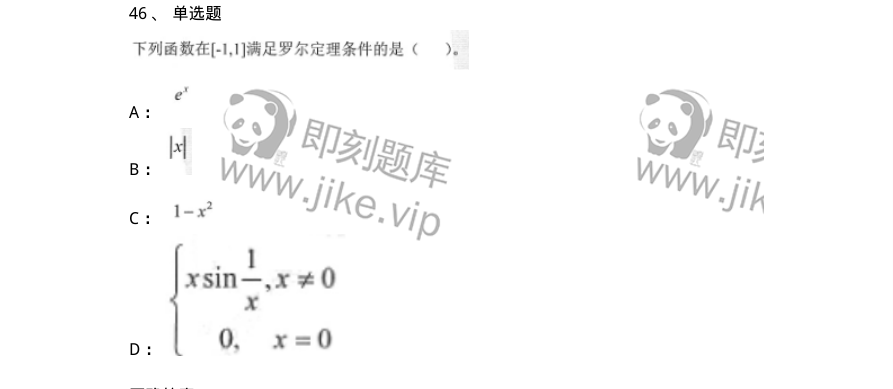 46 、 单选题
下列函数在[-1,1]满足罗尔定理条件的是（ ）。
A： e^x
B： |x|
C： 1-x²
D： { x sin 1/x, x ≠ 0
0, x = 0
即刻题库
www.jike.vip
即刻
www.jik